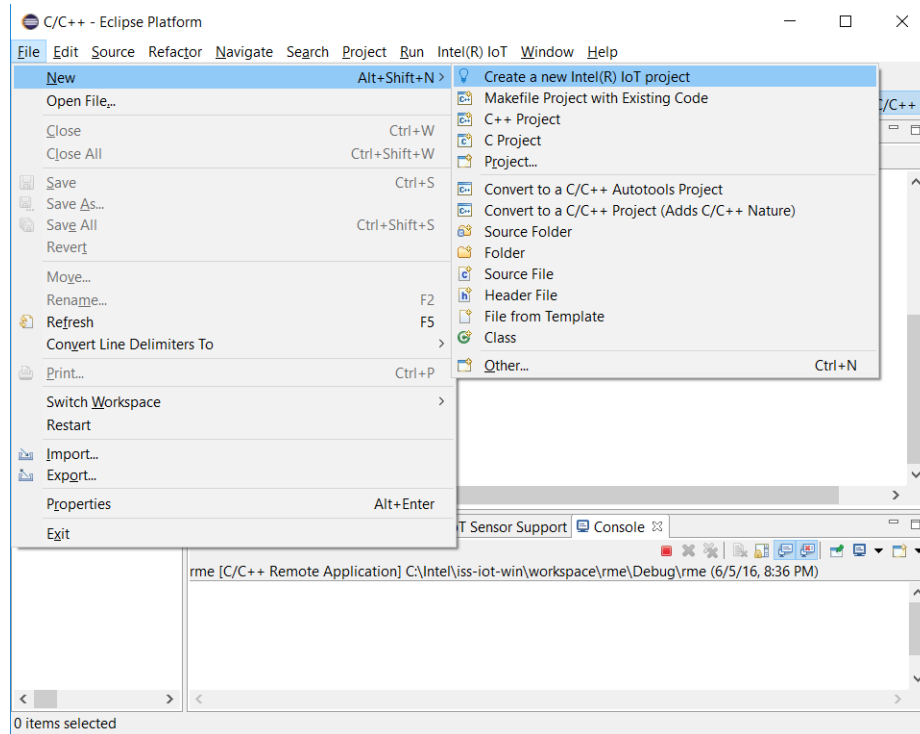 C/C++ - Eclipse Platform
File Edit Source Refactor Navigate Search Project Run Intel(R) IoT Window Help
New Alt+Shift+N >
Open File...
Close Ctrl+W
Close All Ctrl+Shift+W
Save Ctrl+S
Save As...
Save All Ctrl+Shift+S
Revert
Move...
Rename... F2
Refresh F5
Convert Line Delimiters To >
Print... Ctrl+P
Switch Workspace >
Restart
Import...
Export...
Properties Alt+Enter
Exit
Create a new Intel(R) IoT project
Makefile Project with Existing Code
C++ Project
C Project
Project...
Convert to a C/C++ Autotools Project
Convert to a C/C++ Project (Adds C/C++ Nature)
Source Folder
Folder
Source File
Header File
File from Template
Class
Other... Ctrl+N
/C++
T Sensor Support Console
rme [C/C++ Remote Application] C:\Intel\iss-iot-win\workspace\rme\Debug\rme (6/5/16, 8:36 PM)
0 items selected